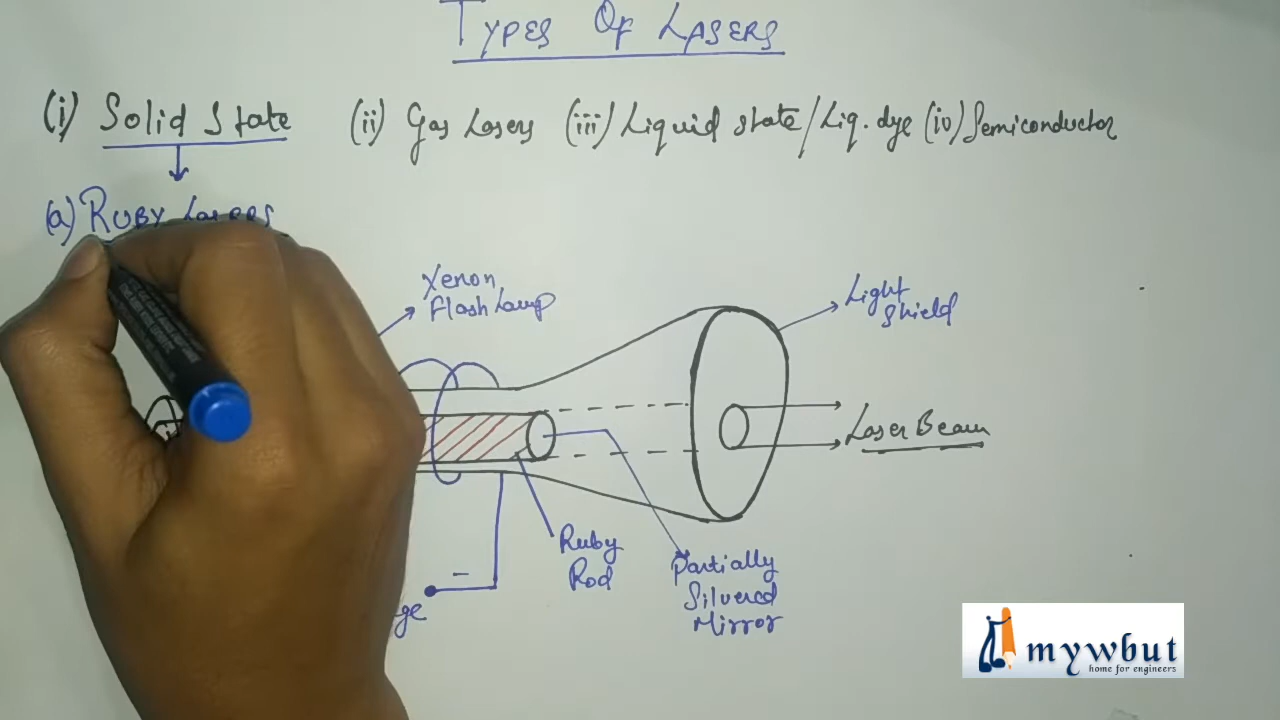 TYPES OF LASERS
(i) Solid State (ii) Gas Lasers (iii) Liquid state/Liq. dye (iv) Semiconductor
(a) RUBY Lasers
Xenon
Flash Lamp
Light
Shield
Laser Beam
Ruby
Rod
Partially
Silvered
Mirror
−
ge
mywbut
home for engineers